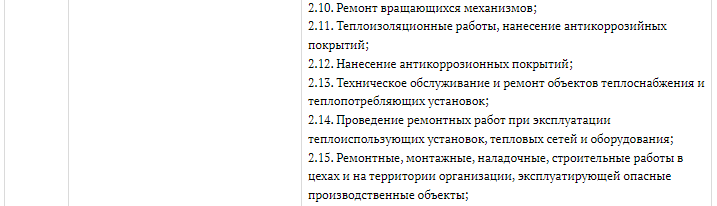 2.10. Ремонт вращающихся механизмов;
2.11. Теплоизоляционные работы, нанесение антикоррозийных
покрытий;
2.12. Нанесение антикоррозионных покрытий;
2.13. Техническое обслуживание и ремонт объектов теплоснабжения и
теплопотребляющих установок;
2.14. Проведение ремонтных работ при эксплуатации
теплоиспользующих установок, тепловых сетей и оборудования;
2.15. Ремонтные, монтажные, наладочные, строительные работы в
цехах и на территории организации, эксплуатирующей опасные
производственные объекты;